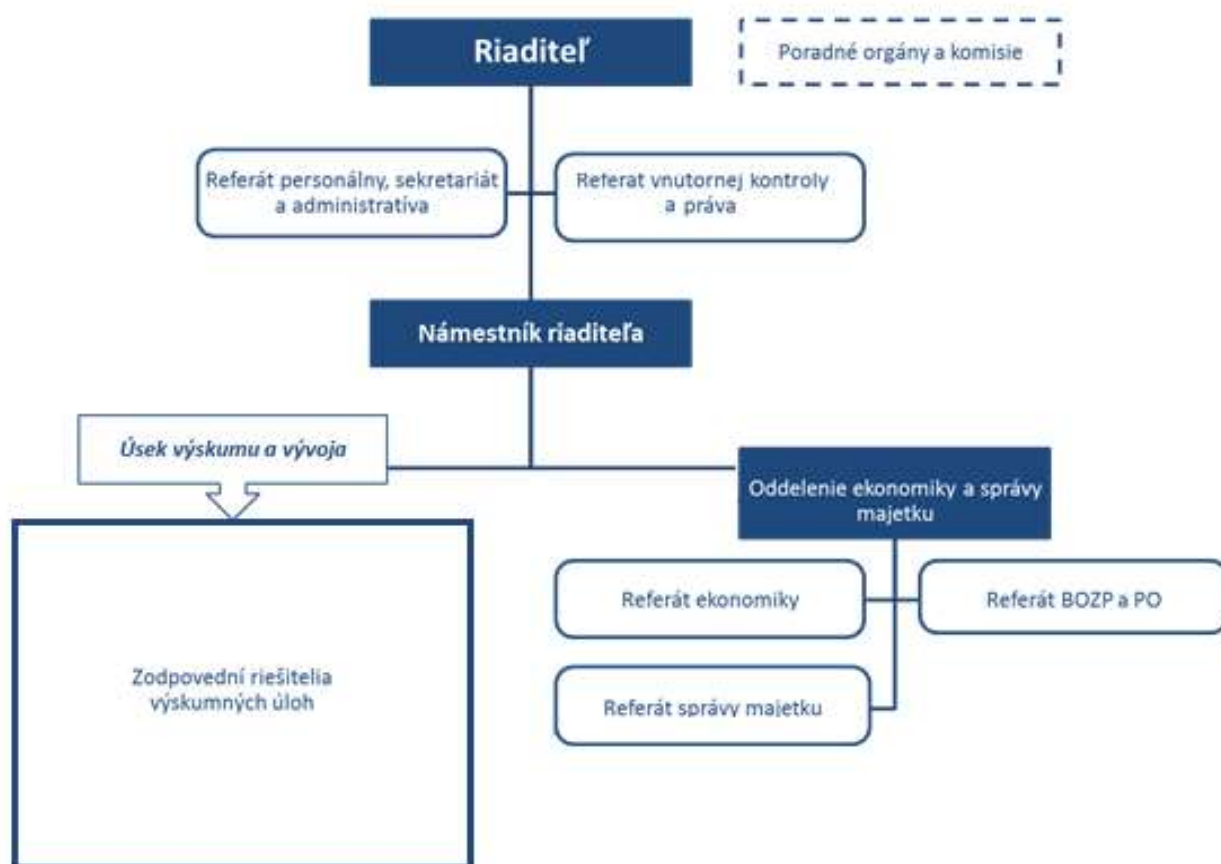 Riaditeľ
Poradné orgány a komisie
Referát personálny, sekretariát
a administratíva
Referat vnutornej kontroly
a práva
Námestník riaditeľa
Úsek výskumu a vývoja
Oddelenie ekonomiky a správy
majetku
Referát ekonomiky
Referát BOZP a PO
Zodpovední riešitelia
výskumných úloh
Referát správy majetku